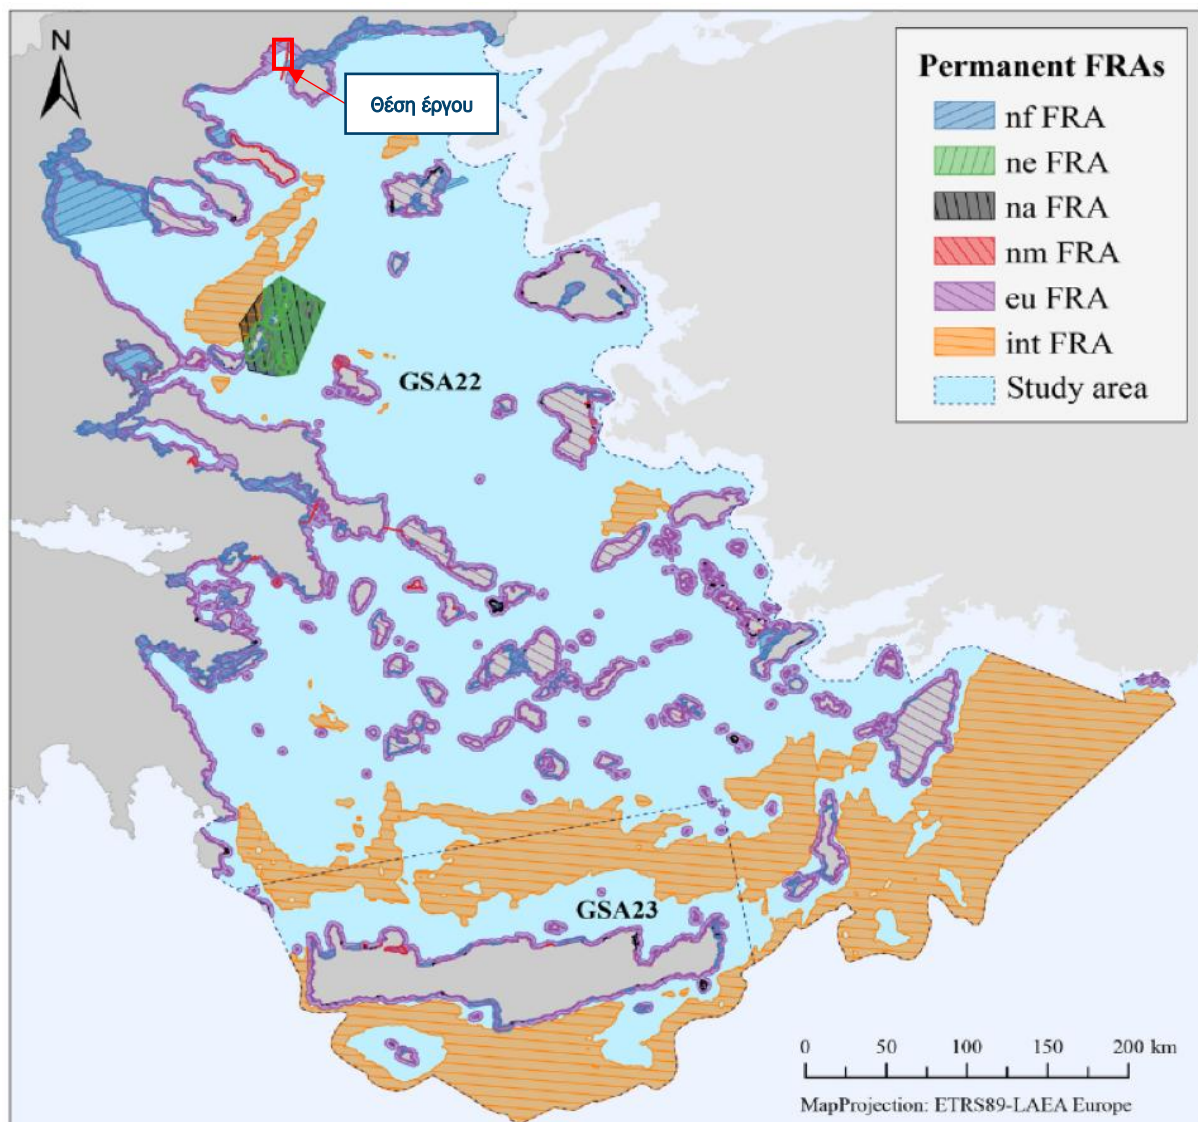 N
Θέση έργου
Permanent FRAs
nf FRA
ne FRA
na FRA
nm FRA
eu FRA
int FRA
Study area
GSA22
GSA23
0 50 100 150 200 km
MapProjection: ETRS89-LAEA Europe